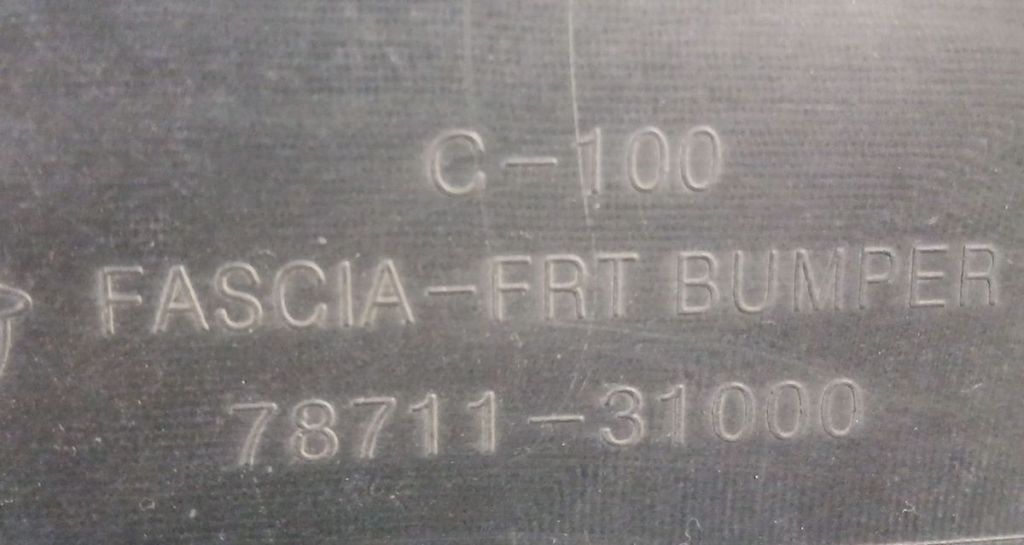 C-100
FASCIA-FRT BUMPER
78711-31000